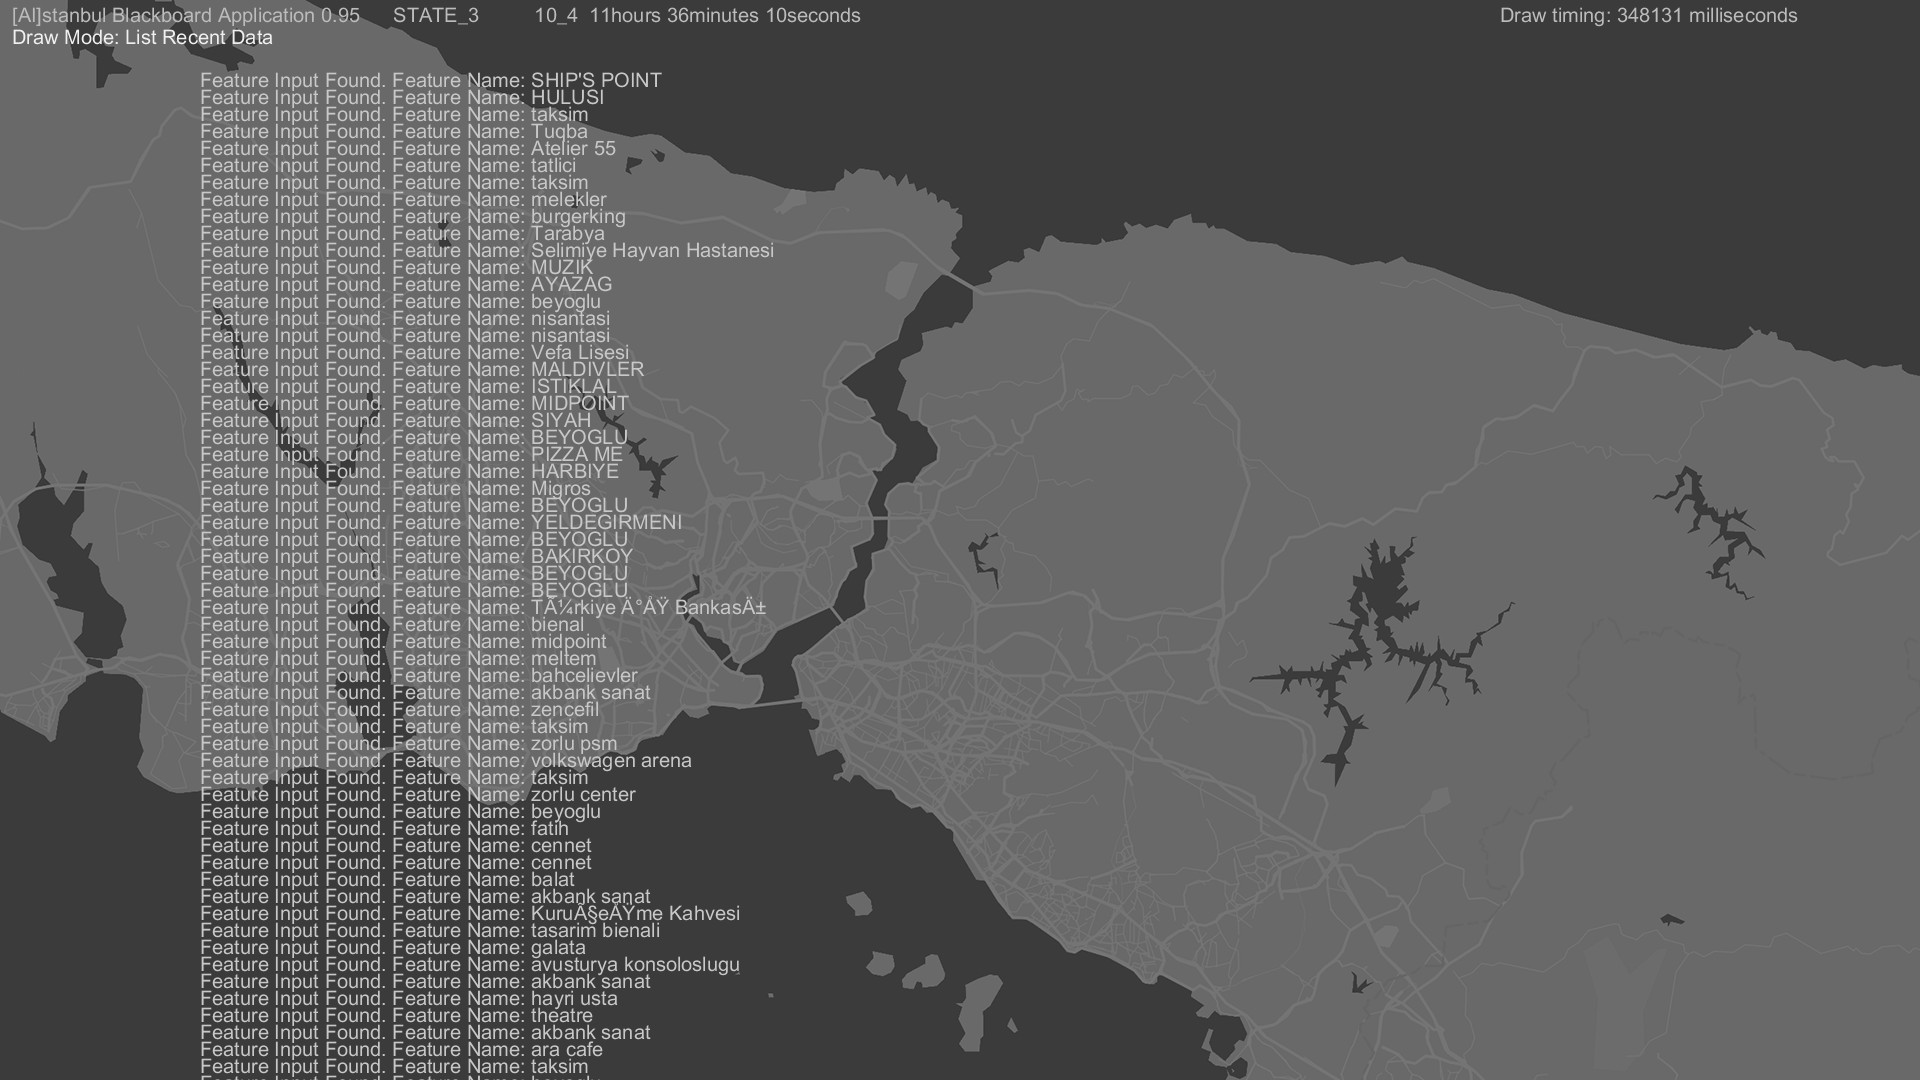 [AI]stanbul Blackboard Application 0.95 STATE_3 10_4 11hours 36minutes 10seconds Draw timing: 348131 milliseconds
Draw Mode: List Recent Data
Feature Input Found. Feature Name: SHIP'S POINT
Feature Input Found. Feature Name: HULUSI
Feature Input Found. Feature Name: taksim
Feature Input Found. Feature Name: Tugba
Feature Input Found. Feature Name: Atelier 55
Feature Input Found. Feature Name: tatlici
Feature Input Found. Feature Name: taksim
Feature Input Found. Feature Name: melekler
Feature Input Found. Feature Name: burgerking
Feature Input Found. Feature Name: Tarabya
Feature Input Found. Feature Name: Selimiye Hayvan Hastanesi
Feature Input Found. Feature Name: MUZIK
Feature Input Found. Feature Name: AYAZAG
Feature Input Found. Feature Name: beyoglu
Feature Input Found. Feature Name: nisantasi
Feature Input Found. Feature Name: nisantasi
Feature Input Found. Feature Name: Vefa Lisesi
Feature Input Found. Feature Name: MALDIVLER
Feature Input Found. Feature Name: ISTIKLAL
Feature Input Found. Feature Name: MIDPOINT
Feature Input Found. Feature Name: SIYAH
Feature Input Found. Feature Name: BEYOGLU
Feature Input Found. Feature Name: PIZZA ME
Feature Input Found. Feature Name: HARBIYE
Feature Input Found. Feature Name: Migros
Feature Input Found. Feature Name: BEYOGLU
Feature Input Found. Feature Name: YELDEGIRMENI
Feature Input Found. Feature Name: BEYOGLU
Feature Input Found. Feature Name: BAKIRKOY
Feature Input Found. Feature Name: BEYOGLU
Feature Input Found. Feature Name: BEYOGLU
Feature Input Found. Feature Name: TÃ¼rkiye Ä°ÅŸ BankasÄ±
Feature Input Found. Feature Name: bienal
Feature Input Found. Feature Name: midpoint
Feature Input Found. Feature Name: meltem
Feature Input Found. Feature Name: bahcelievler
Feature Input Found. Feature Name: akbank sanat
Feature Input Found. Feature Name: zencefil
Feature Input Found. Feature Name: taksim
Feature Input Found. Feature Name: zorlu psm
Feature Input Found. Feature Name: volkswagen arena
Feature Input Found. Feature Name: taksim
Feature Input Found. Feature Name: zorlu center
Feature Input Found. Feature Name: beyoglu
Feature Input Found. Feature Name: fatih
Feature Input Found. Feature Name: cennet
Feature Input Found. Feature Name: cennet
Feature Input Found. Feature Name: balat
Feature Input Found. Feature Name: akbank sanat
Feature Input Found. Feature Name: KuruÃ§eÅŸme Kahvesi
Feature Input Found. Feature Name: tasarim bienali
Feature Input Found. Feature Name: galata
Feature Input Found. Feature Name: avusturya konsoloslugu
Feature Input Found. Feature Name: akbank sanat
Feature Input Found. Feature Name: hayri usta
Feature Input Found. Feature Name: theatre
Feature Input Found. Feature Name: akbank sanat
Feature Input Found. Feature Name: ara cafe
Feature Input Found. Feature Name: taksim